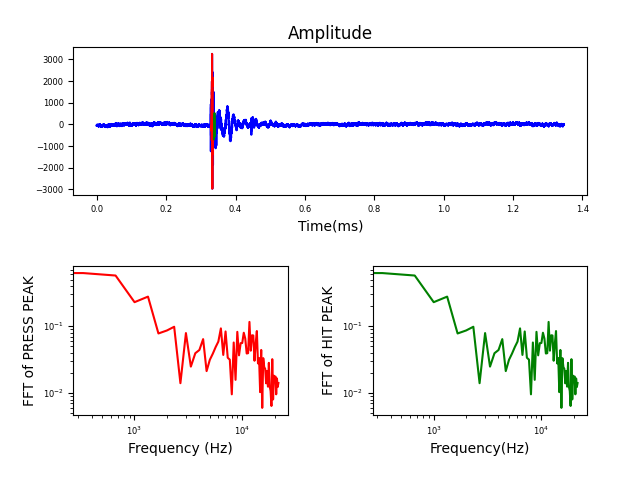 Amplitude
3000
2000
1000
0
−1000
−2000
−3000
0.0 0.2 0.4 0.6 0.8 1.0 1.2 1.4
Time(ms)
FFT of PRESS PEAK
10⁻¹
10⁻²
10³ 10⁴
Frequency (Hz)
FFT of HIT PEAK
10⁻¹
10⁻²
10³ 10⁴
Frequency(Hz)